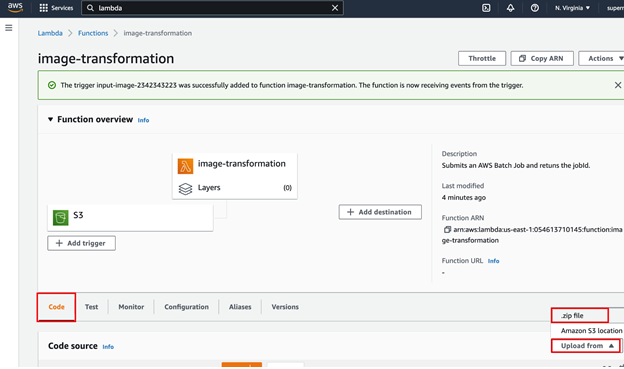 aws
Services
lambda
N. Virginia
Lambda > Functions > image-transformation
image-transformation
Throttle
Copy ARN
Actions
The trigger input-image-2342343223 was successfully added to function image-transformation. The function is now receiving events from the trigger.
Function overview Info
image-transformation
Layers (0)
S3
+ Add trigger
+ Add destination
Description
Submits an AWS Batch Job and retuns the jobId.
Last modified
4 minutes ago
Function ARN
arn:aws:lambda:us-east-1:054613710145:function:ima
ge-transformation
Function URL Info
-
Code
Test
Monitor
Configuration
Aliases
Versions
.zip file
Amazon S3 location
Code source Info
Upload from